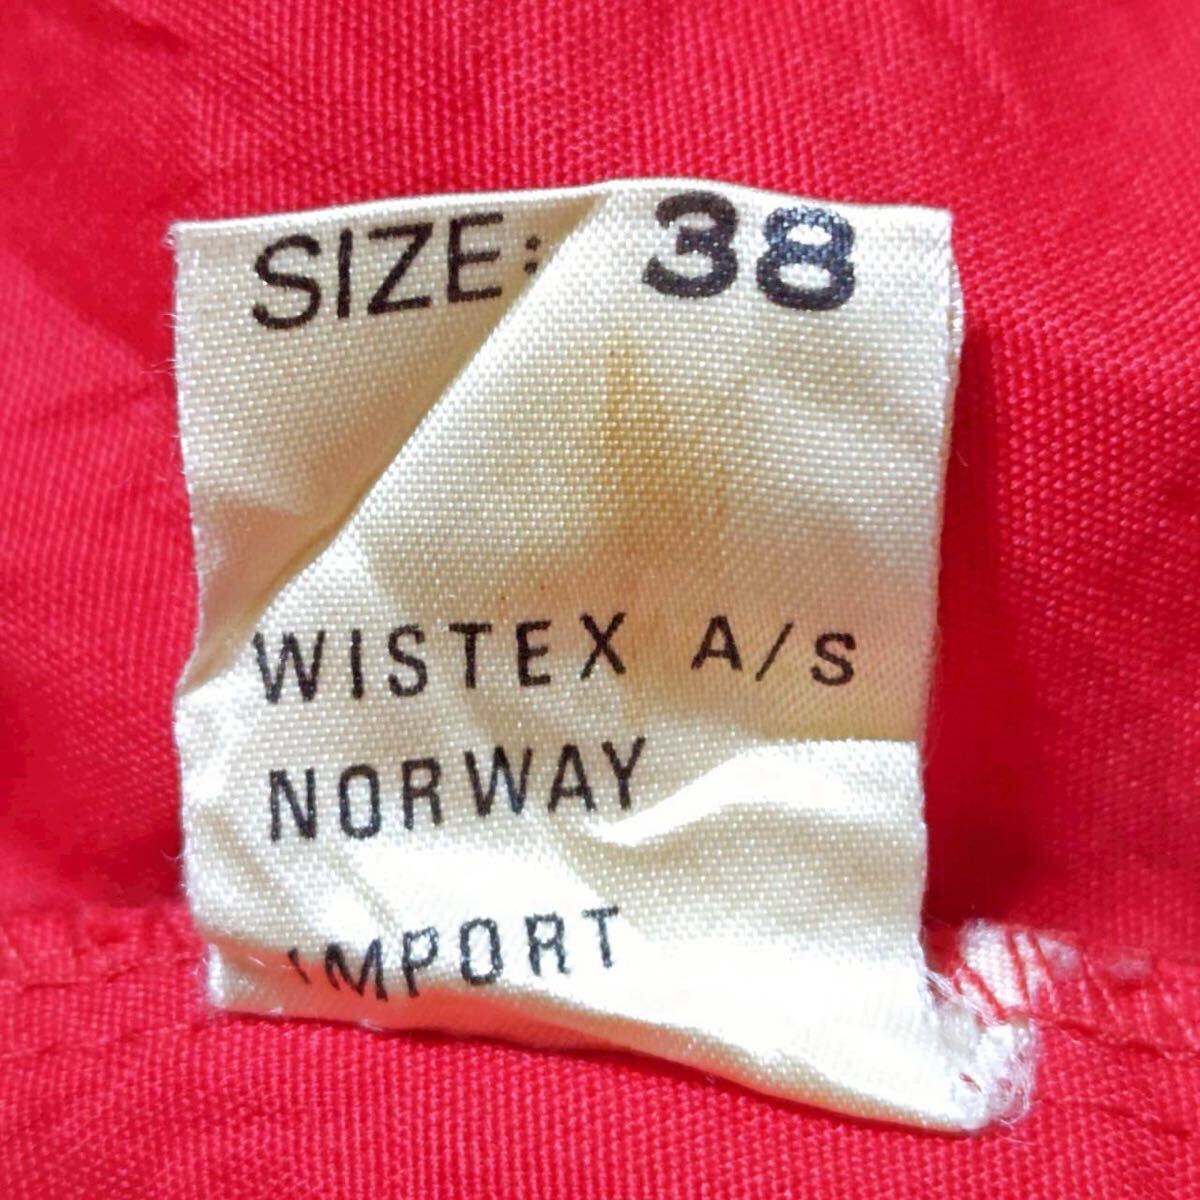 SIZE: 38
WISTEX A/S
NORWAY
IMPORT